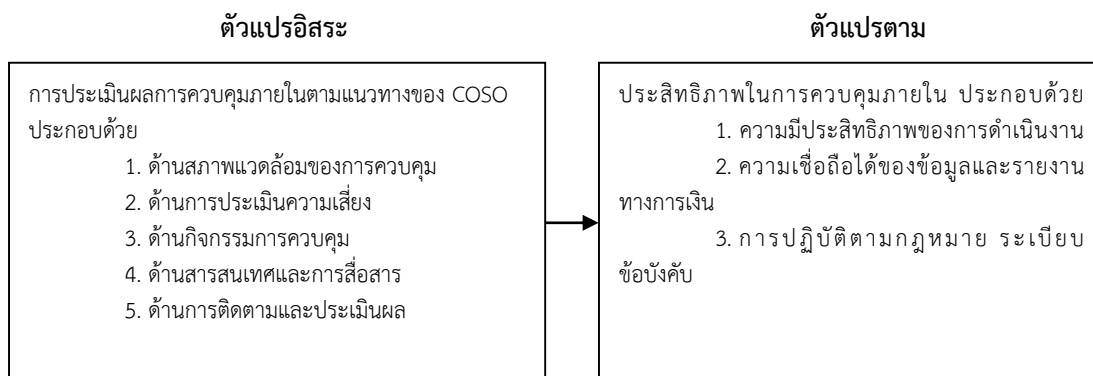 ตัวแปรอิสระ
การประเมินผลการควบคุมภายในตามแนวทางของ COSO
ประกอบด้วย
1. ด้านสภาพแวดล้อมของการควบคุม
2. ด้านการประเมินความเสี่ยง
3. ด้านกิจกรรมการควบคุม
4. ด้านสารสนเทศและการสื่อสาร
5. ด้านการติดตามและประเมินผล
ตัวแปรตาม
ประสิทธิภาพในการควบคุมภายใน ประกอบด้วย
1. ความมีประสิทธิภาพของการดำเนินงาน
2. ความเชื่อถือได้ของข้อมูลและรายงาน
ทางการเงิน
3. การปฏิบัติตามกฎหมาย ระเบียบ
ข้อบังคับ